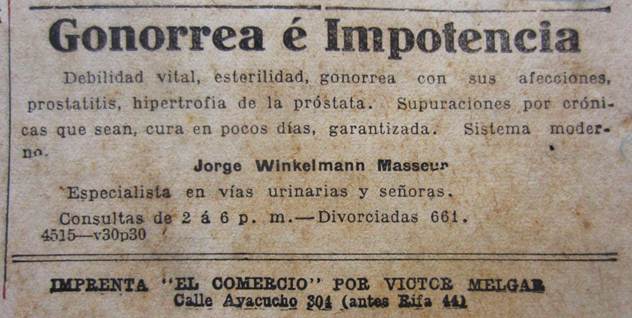 Gonorrea é Impotencia
Debilidad vital, esterilidad, gonorrea con sus afecciones,
prostatitis, hipertrofia de la próstata. Supuraciones por cróni-
cas que sean, cura en pocos días, garantizada. Sistema moder-
no.
Jorge Winkelmann Masseur
Especialista en vías urinarias y señoras.
Consultas de 2 á 6 p. m.—Divorciadas 661.
4515—v30p30
IMPRENTA "EL COMERCIO" POR VICTOR MELGAR
Calle Ayacucho 304 (antes Rifa 44)